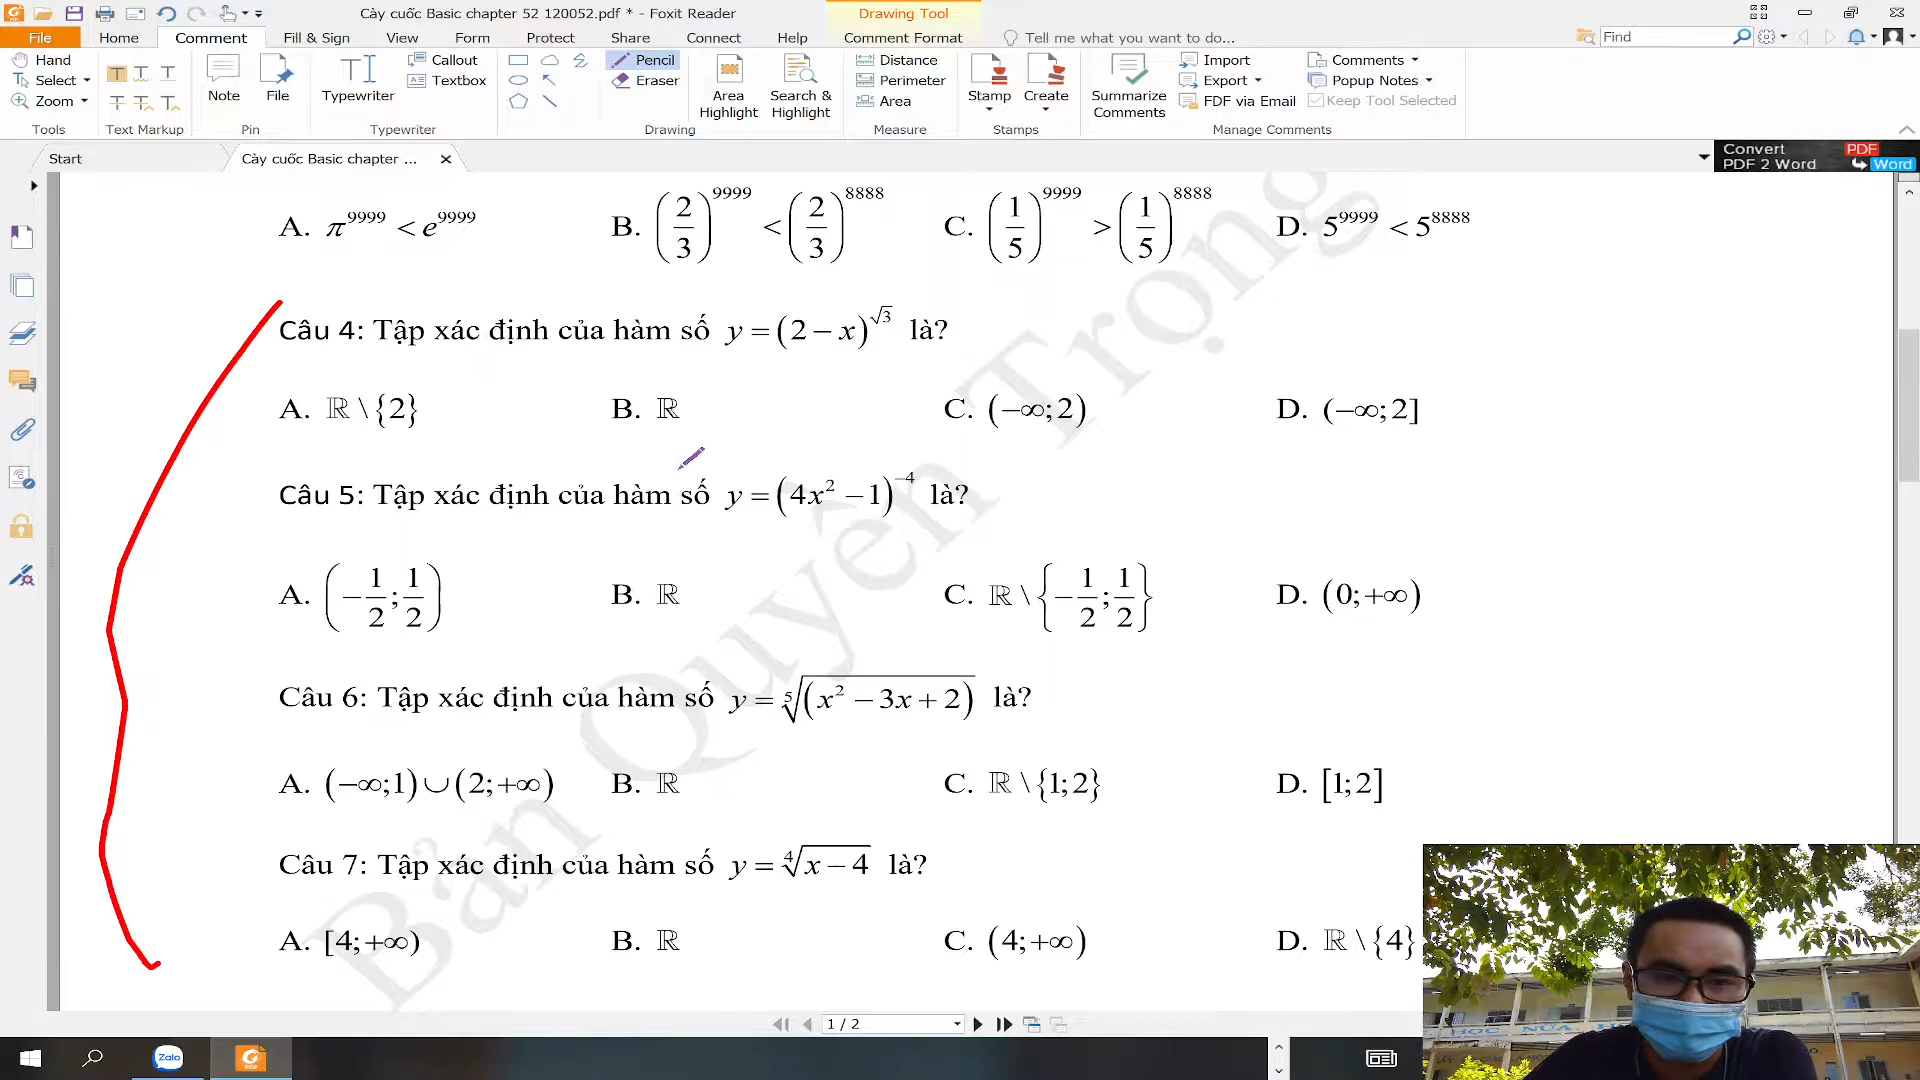 Cày cuốc Basic chapter 52 120052.pdf * - Foxit Reader
Drawing Tool
File Home Comment Fill & Sign View Form Protect Share Connect Help Comment Format Tell me what you want to do... Find
Hand
Select
Zoom
Tools
Text Markup
Note
File
Pin
Typewriter
Typewriter
Callout
Textbox
Pencil
Eraser
Area Highlight
Search & Highlight
Drawing
Distance
Perimeter
Area
Measure
Stamp
Create
Stamps
Summarize Comments
Import
Export
FDF via Email
Comments
Popup Notes
Keep Tool Selected
Manage Comments
Start
Cày cuốc Basic chapter ...
Convert PDF
PDF 2 Word Word
A. π^9999 < e^9999 B. (2/3)^9999 < (2/3)^8888 C. (1/5)^9999 > (1/5)^8888 D. 5^9999 < 5^8888
Câu 4: Tập xác định của hàm số y = (2 − x)^√3 là?
A. ℝ \ {2} B. ℝ C. (−∞; 2) D. (−∞; 2]
Câu 5: Tập xác định của hàm số y = (4x² − 1)^−4 là?
A. (−1/2; 1/2) B. ℝ C. ℝ \ {−1/2; 1/2} D. (0; +∞)
Câu 6: Tập xác định của hàm số y = ⁵√(x² − 3x + 2) là?
A. (−∞; 1) ∪ (2; +∞) B. ℝ C. ℝ \ {1; 2} D. [1; 2]
Câu 7: Tập xác định của hàm số y = ⁴√x − 4 là?
A. [4; +∞) B. ℝ C. (4; +∞) D. ℝ \ {4}
Bản Quyền Trọng
1 / 2
Zalo
PDF